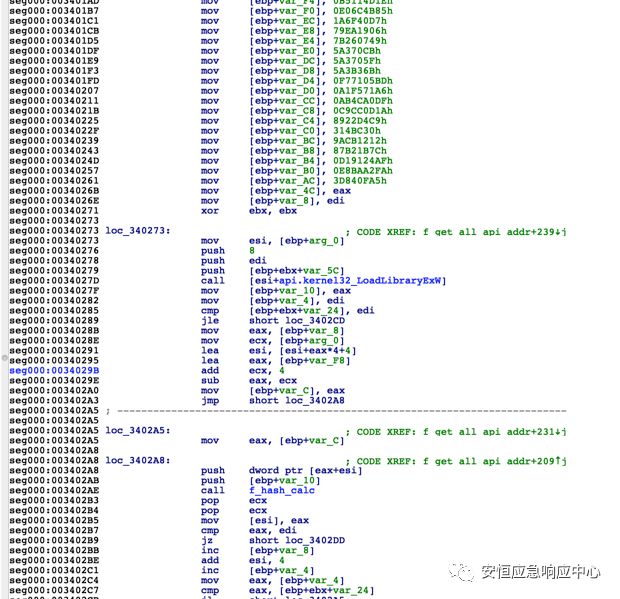 seg000:003401AD mov [ebp+var_F4], 0B5114D1Eh
seg000:003401B7 mov [ebp+var_F0], 0E06C4B85h
seg000:003401C1 mov [ebp+var_EC], 1A6F40D7h
seg000:003401CB mov [ebp+var_E8], 79EA1906h
seg000:003401D5 mov [ebp+var_E4], 7B260749h
seg000:003401DF mov [ebp+var_E0], 5A370CBh
seg000:003401E9 mov [ebp+var_DC], 5A3705Fh
seg000:003401F3 mov [ebp+var_D8], 5A3B36Bh
seg000:003401FD mov [ebp+var_D4], 0F77105BDh
seg000:00340207 mov [ebp+var_D0], 0A1F571A6h
seg000:00340211 mov [ebp+var_CC], 0AB4CA0DFh
seg000:0034021B mov [ebp+var_C8], 0C9CC0D1Ah
seg000:00340225 mov [ebp+var_C4], 8922D4C9h
seg000:0034022F mov [ebp+var_C0], 314BC30h
seg000:00340239 mov [ebp+var_BC], 9ACB1212h
seg000:00340243 mov [ebp+var_B8], 87B21B7Ch
seg000:0034024D mov [ebp+var_B4], 0D19124AFh
seg000:00340257 mov [ebp+var_B0], 0E8BAA2FAh
seg000:00340261 mov [ebp+var_AC], 3D840FA5h
seg000:0034026B mov [ebp+var_4C], eax
seg000:0034026E mov [ebp+var_8], edi
seg000:00340271 xor ebx, ebx
seg000:00340273
seg000:00340273 loc_340273: ; CODE XREF: f_get_all_api_addr+239↓j
seg000:00340273 mov esi, [ebp+arg_0]
seg000:00340276 push 8
seg000:00340278 push edi
seg000:00340279 push [ebp+ebx+var_5C]
seg000:0034027D call [esi+api.kernel32_LoadLibraryExW]
seg000:0034027F mov [ebp+var_10], eax
seg000:00340282 mov [ebp+var_4], edi
seg000:00340285 cmp [ebp+ebx+var_24], edi
seg000:00340289 jle short loc_3402CD
seg000:0034028B mov eax, [ebp+var_8]
seg000:0034028E mov ecx, [ebp+arg_0]
seg000:00340291 lea esi, [esi+eax*4+4]
seg000:00340295 lea eax, [ebp+var_F8]
seg000:0034029B add ecx, 4
seg000:0034029E sub eax, ecx
seg000:003402A0 mov [ebp+var_C], eax
seg000:003402A3 jmp short loc_3402A8
seg000:003402A5 ; ---------------------------------------------------------------------------
seg000:003402A5
seg000:003402A5 loc_3402A5: ; CODE XREF: f_get_all_api_addr+231↓j
seg000:003402A5 mov eax, [ebp+var_C]
seg000:003402A8
seg000:003402A8 loc_3402A8: ; CODE XREF: f_get_all_api_addr+209↑j
seg000:003402A8 push dword ptr [eax+esi]
seg000:003402AB push [ebp+var_10]
seg000:003402AE call f_hash_calc
seg000:003402B3 pop ecx
seg000:003402B4 pop ecx
seg000:003402B5 mov [esi], eax
seg000:003402B7 cmp eax, edi
seg000:003402B9 jz short loc_3402DD
seg000:003402BB inc [ebp+var_8]
seg000:003402BE add esi, 4
seg000:003402C1 inc [ebp+var_4]
seg000:003402C4 mov eax, [ebp+var_4]
seg000:003402C7 cmp eax, [ebp+ebx+var_24]
安恒应急响应中心